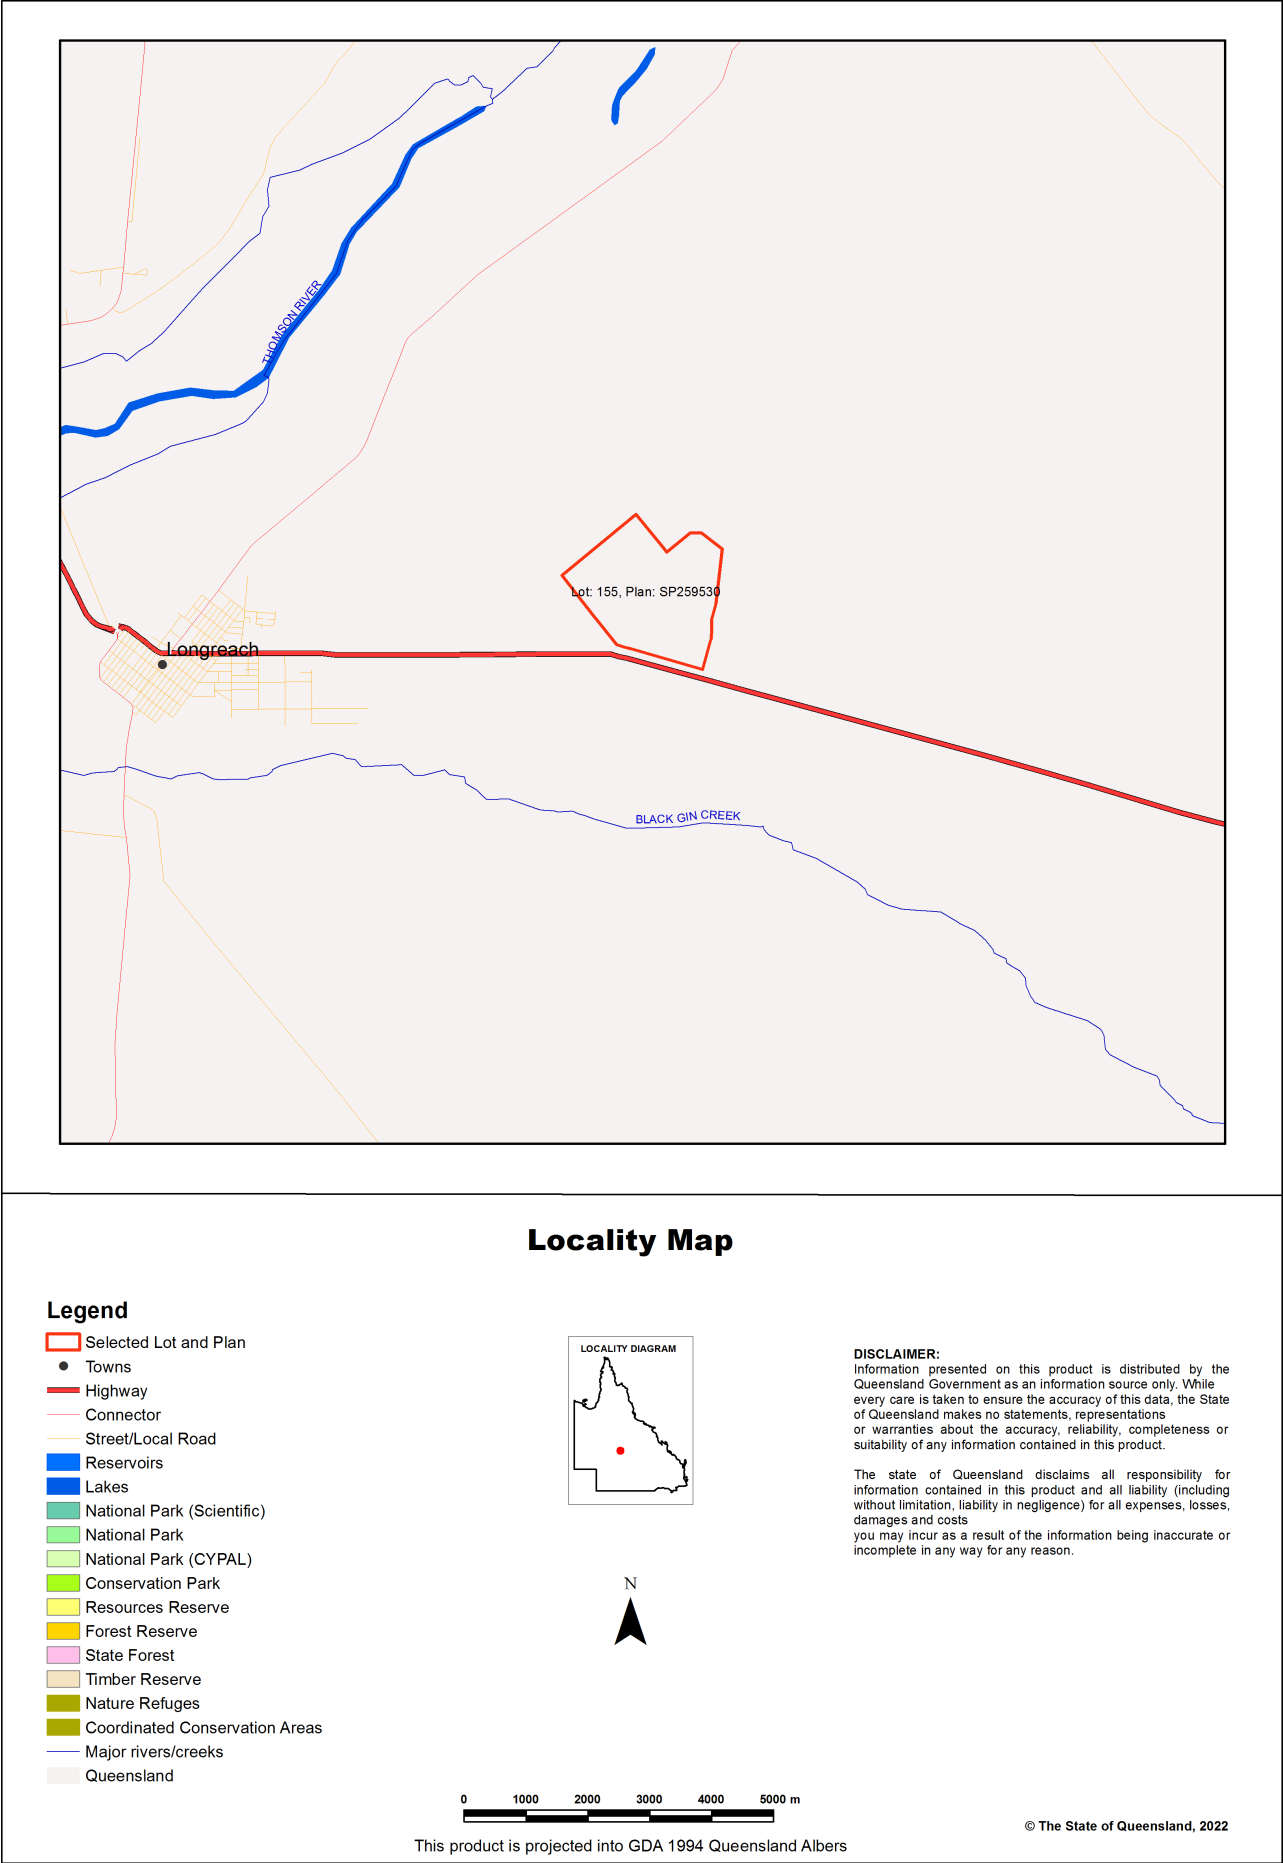 THOMSON RIVER
Lot: 155, Plan: SP259530
Longreach
BLACK GIN CREEK
Locality Map
Legend
Selected Lot and Plan
Towns
Highway
Connector
Street/Local Road
Reservoirs
Lakes
National Park (Scientific)
National Park
National Park (CYPAL)
Conservation Park
Resources Reserve
Forest Reserve
State Forest
Timber Reserve
Nature Refuges
Coordinated Conservation Areas
Major rivers/creeks
Queensland
LOCALITY DIAGRAM
N
0 1000 2000 3000 4000 5000 m
This product is projected into GDA 1994 Queensland Albers
DISCLAIMER:
Information presented on this product is distributed by the
Queensland Government as an information source only. While
every care is taken to ensure the accuracy of this data, the State
of Queensland makes no statements, representations
or warranties about the accuracy, reliability, completeness or
suitability of any information contained in this product.
The state of Queensland disclaims all responsibility for
information contained in this product and all liability (including
without limitation, liability in negligence) for all expenses, losses,
damages and costs
you may incur as a result of the information being inaccurate or
incomplete in any way for any reason.
© The State of Queensland, 2022